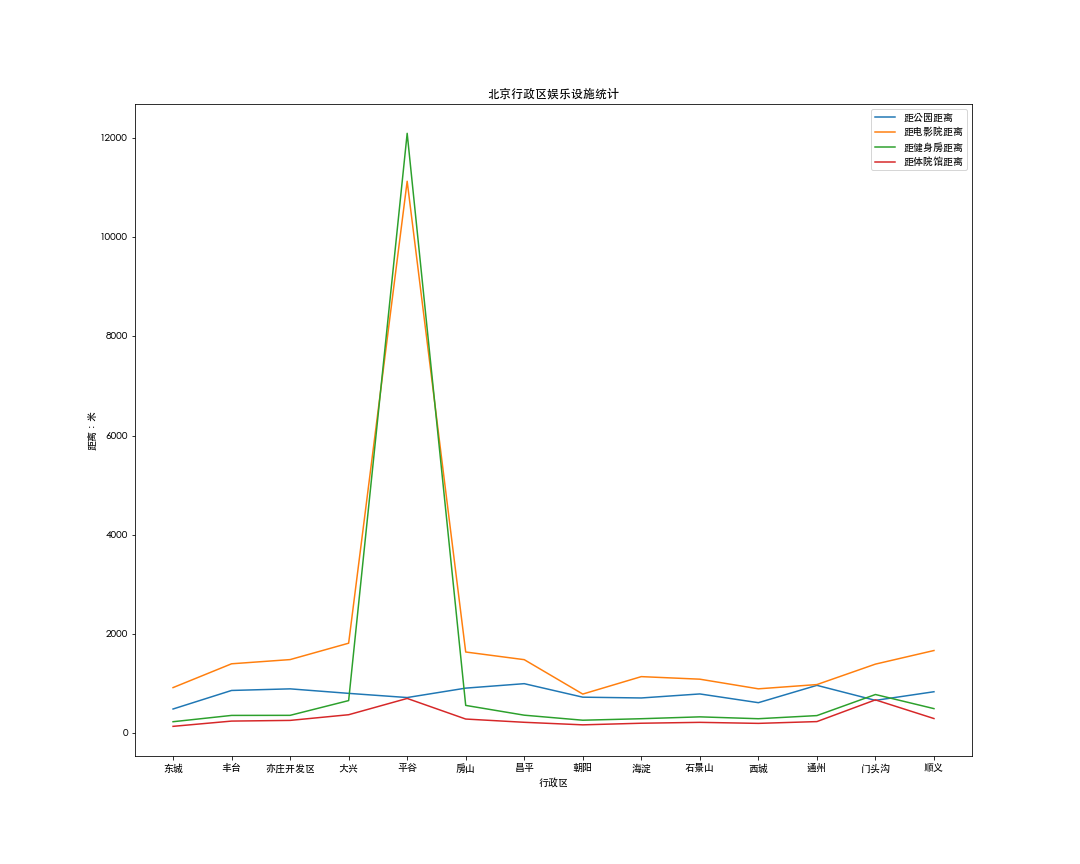 北京行政区娱乐设施统计
距公园距离
距电影院距离
距健身房距离
距体院馆距离
12000
10000
8000
6000
4000
2000
0
距离：米
东城 丰台 亦庄开发区 大兴 平谷 房山 昌平 朝阳 海淀 石景山 西城 通州 门头沟 顺义
行政区